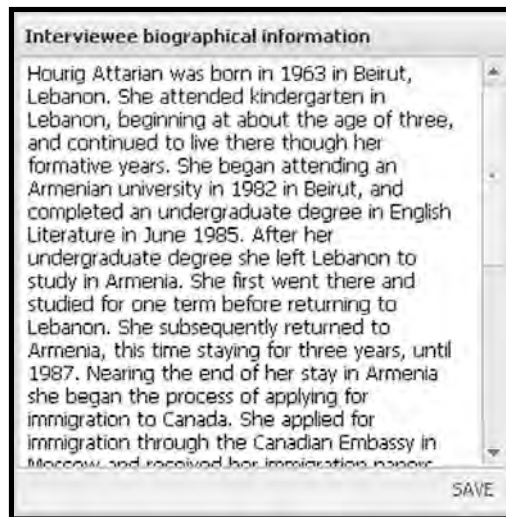 Interviewee biographical information
Hourig Attarian was born in 1963 in Beirut,
Lebanon. She attended kindergarten in
Lebanon, beginning at about the age of three,
and continued to live there though her
formative years. She began attending an
Armenian university in 1982 in Beirut, and
completed an undergraduate degree in English
Literature in June 1985. After her
undergraduate degree she left Lebanon to
study in Armenia. She first went there and
studied for one term before returning to
Lebanon. She subsequently returned to
Armenia, this time staying for three years, until
1987. Nearing the end of her stay in Armenia
she began the process of applying for
immigration to Canada. She applied for
immigration through the Canadian Embassy in
Moscow and received her immigration papers
SAVE